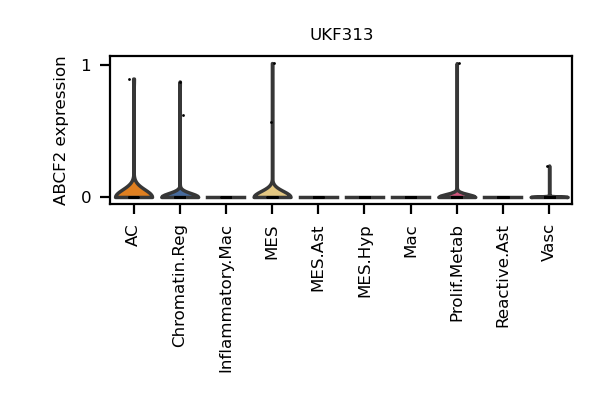 UKF313
ABCF2 expression
1
0
AC
Chromatin.Reg
Inflammatory.Mac
MES
MES.Ast
MES.Hyp
Mac
Prolif.Metab
Reactive.Ast
Vasc